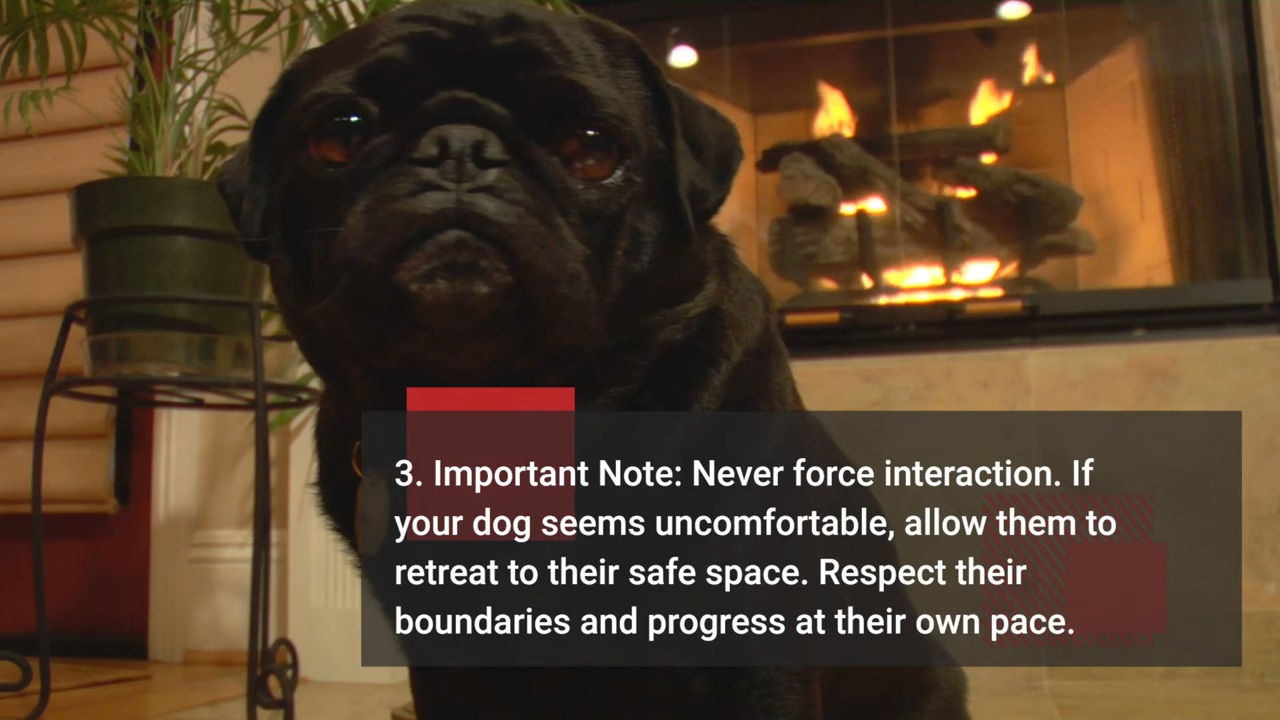 3. Important Note: Never force interaction. If
your dog seems uncomfortable, allow them to
retreat to their safe space. Respect their
boundaries and progress at their own pace.